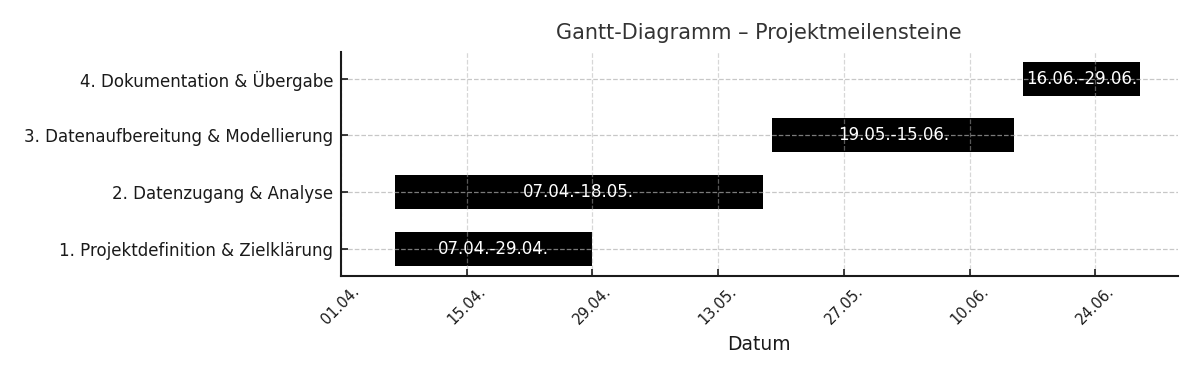 Gantt-Diagramm – Projektmeilensteine
4. Dokumentation & Übergabe
16.06.-29.06.
3. Datenaufbereitung & Modellierung
19.05.-15.06.
2. Datenzugang & Analyse
07.04.-18.05.
1. Projektdefinition & Zielklärung
07.04.-29.04.
01.04.
15.04.
29.04.
13.05.
27.05.
10.06.
24.06.
Datum